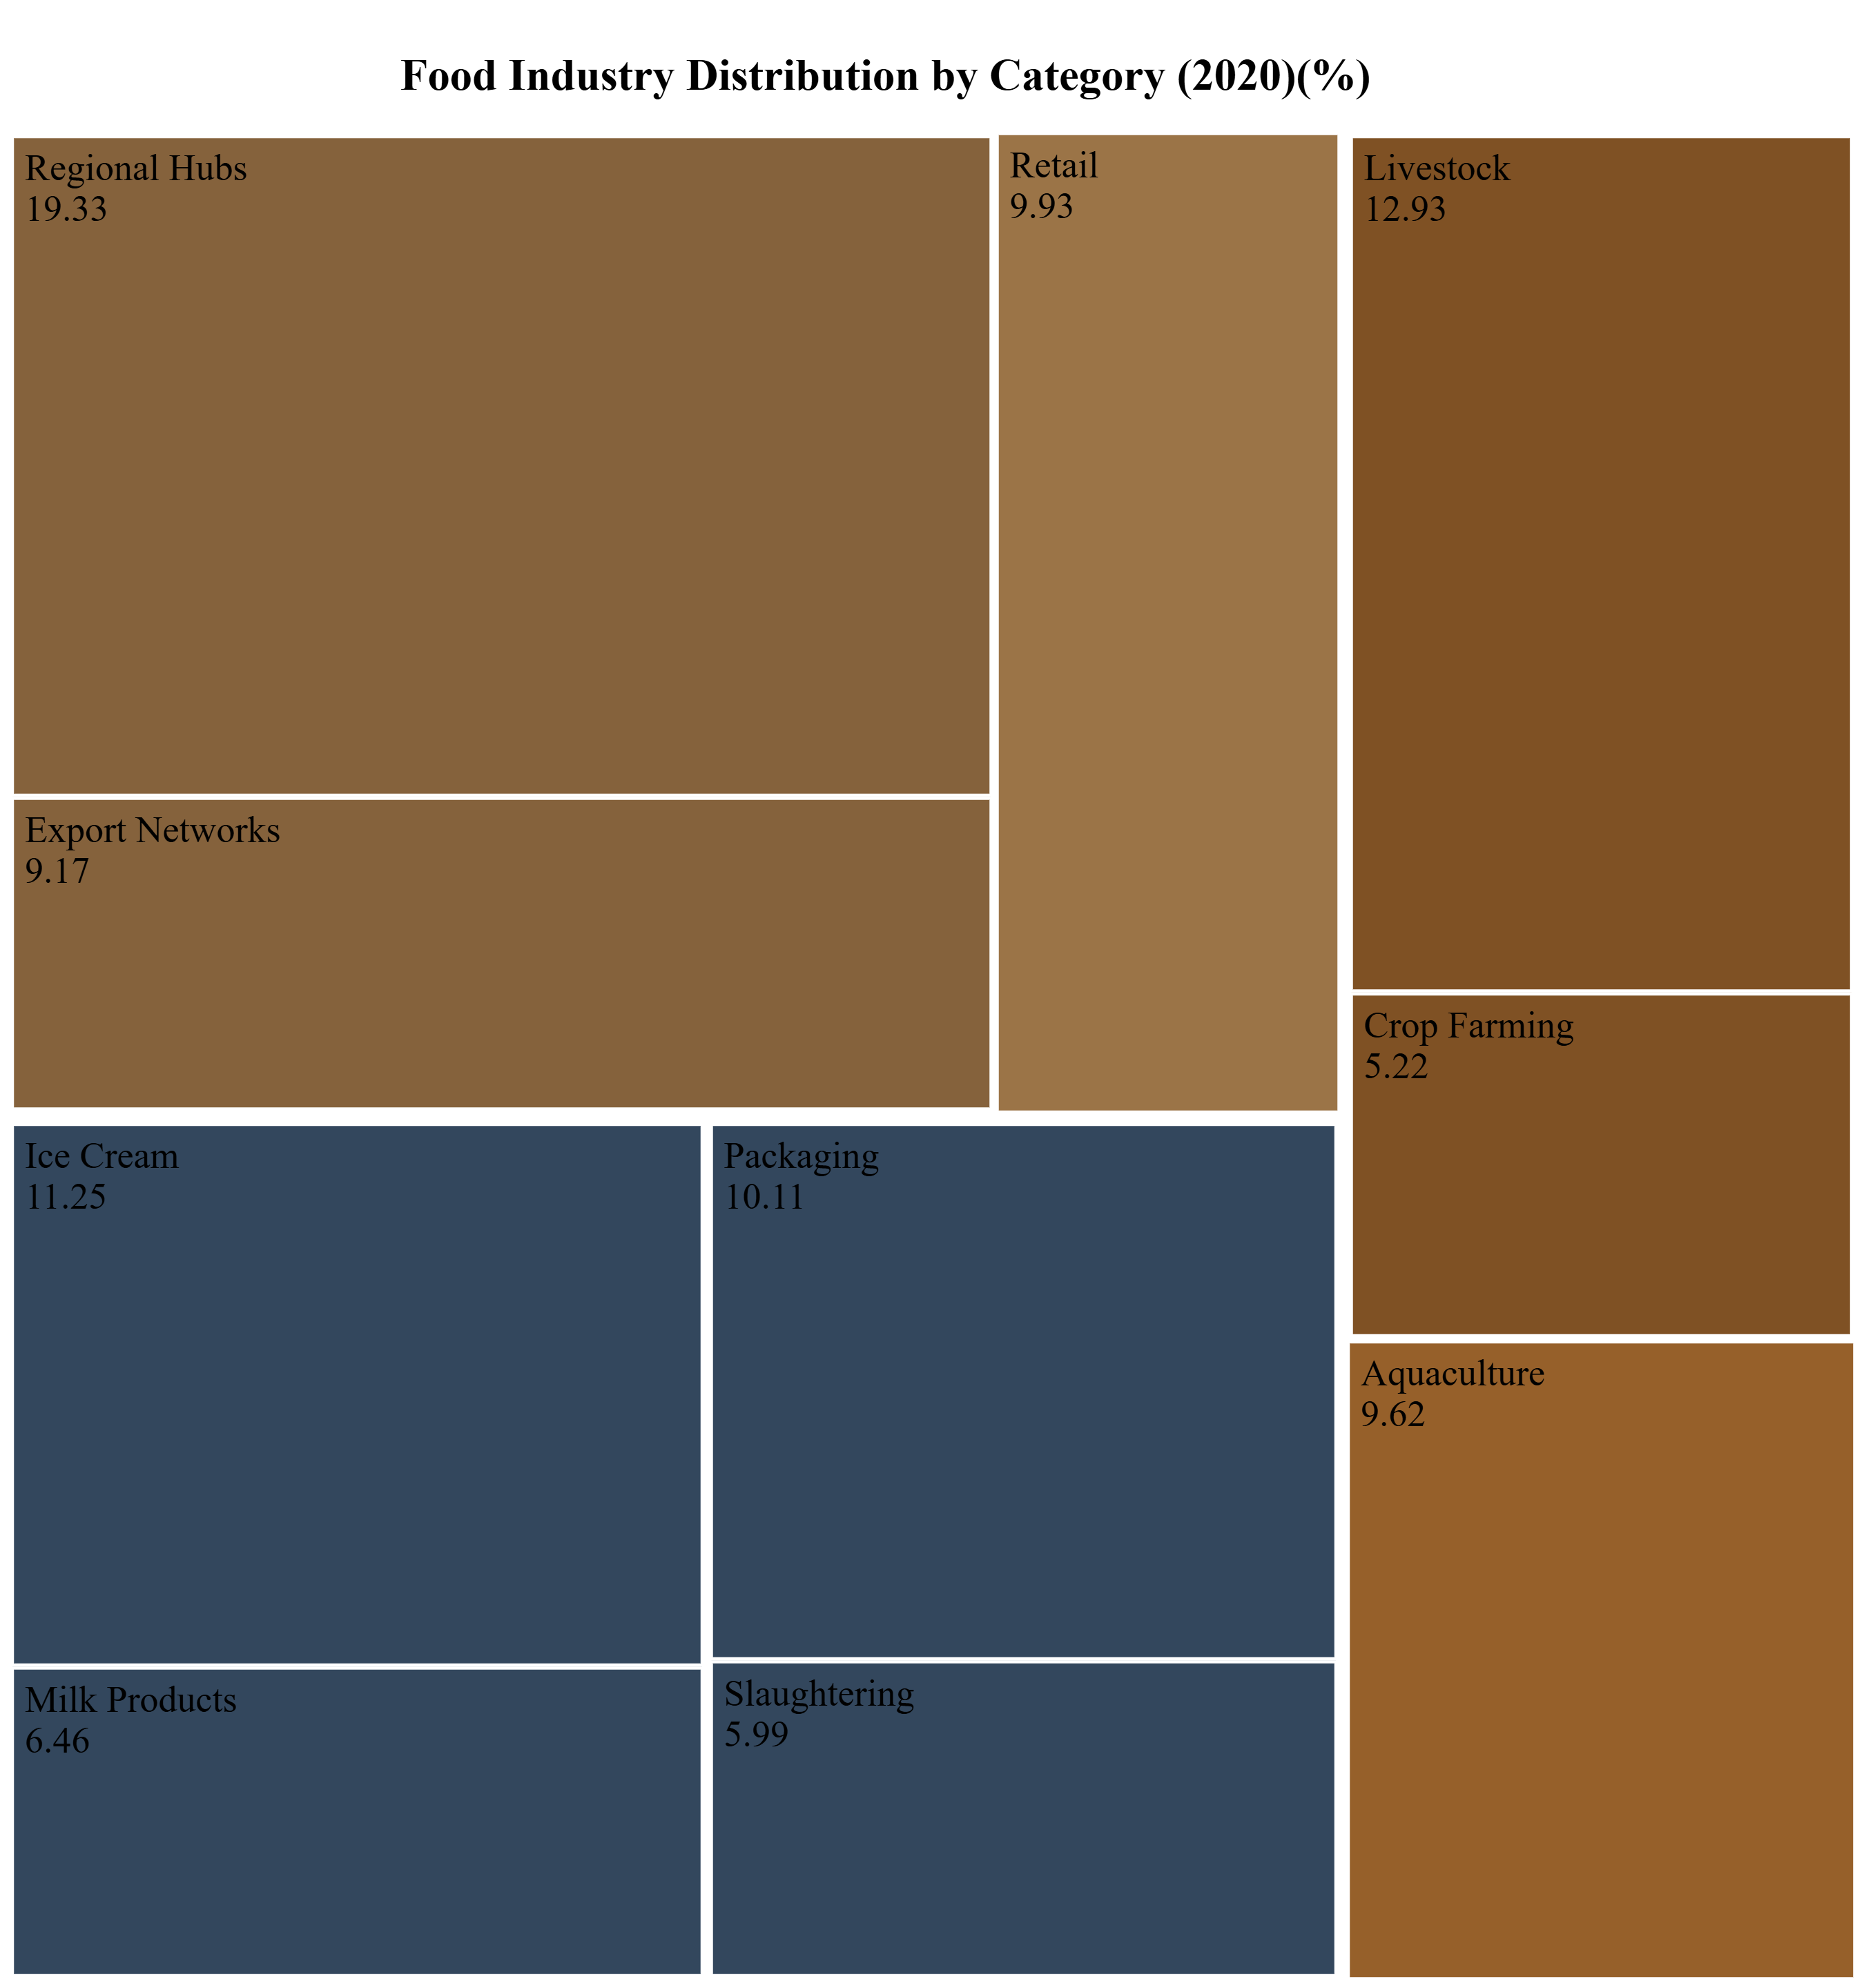 Food Industry Distribution by Category (2020)(%)
Regional Hubs
19.33
Export Networks
9.17
Retail
9.93
Livestock
12.93
Crop Farming
5.22
Aquaculture
9.62
Ice Cream
11.25
Milk Products
6.46
Packaging
10.11
Slaughtering
5.99